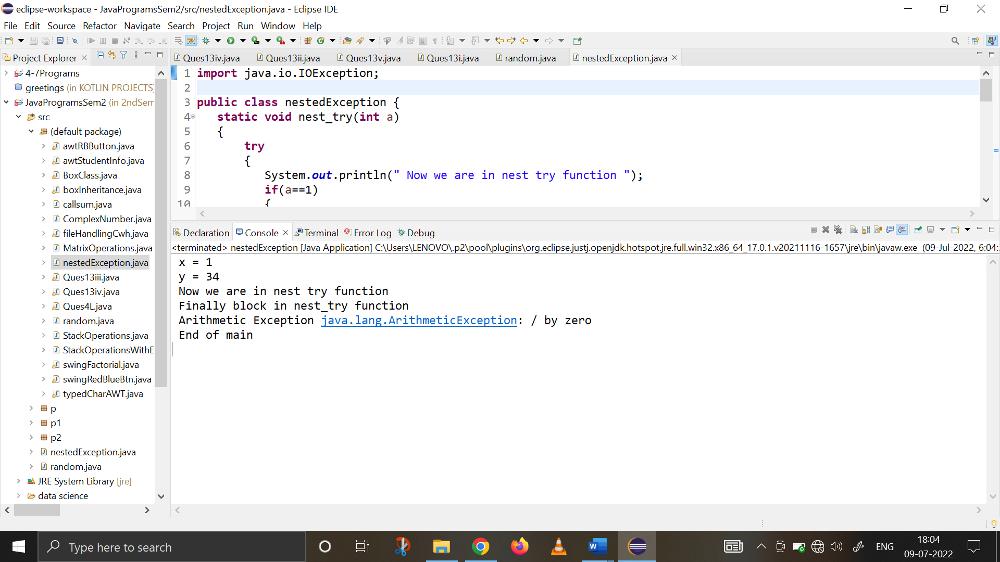 eclipse-workspace - JavaProgramsSem2/src/nestedException.java - Eclipse IDE
File Edit Source Refactor Navigate Search Project Run Window Help
Project Explorer
4-7Programs
greetings (in KOTLIN PROJECTS)
JavaProgramsSem2 (in 2ndSem
src
(default package)
awtRBButton.java
awtStudentInfo.java
BoxClass.java
boxInheritance.java
callsum.java
ComplexNumber.java
fileHandlingCwh.java
MatrixOperations.java
nestedException.java
Ques13iii.java
Ques13iv.java
Ques4L.java
random.java
StackOperations.java
StackOperationsWithE
swingFactorial.java
swingRedBlueBtn.java
typedCharAWT.java
p
p1
p2
nestedException.java
random.java
JRE System Library [jre]
data science
Ques13iv.java Ques13ii.java Ques13v.java Ques13i.java random.java nestedException.java
1 import java.io.IOException;
2
3 public class nestedException {
4 static void nest_try(int a)
5 {
6 try
7 {
8 System.out.println(" Now we are in nest try function ");
9 if(a==1)
10 {
Declaration Console Terminal Error Log Debug
<terminated> nestedException [Java Application] C:\Users\LENOVO\.p2\pool\plugins\org.eclipse.justj.openjdk.hotspot.jre.full.win32.x86_64_17.0.1.v20211116-1657\jre\bin\javaw.exe (09-Jul-2022, 6:04:
x = 1
y = 34
Now we are in nest try function
Finally block in nest_try function
Arithmetic Exception java.lang.ArithmeticException: / by zero
End of main
Type here to search
ENG
18:04
09-07-2022